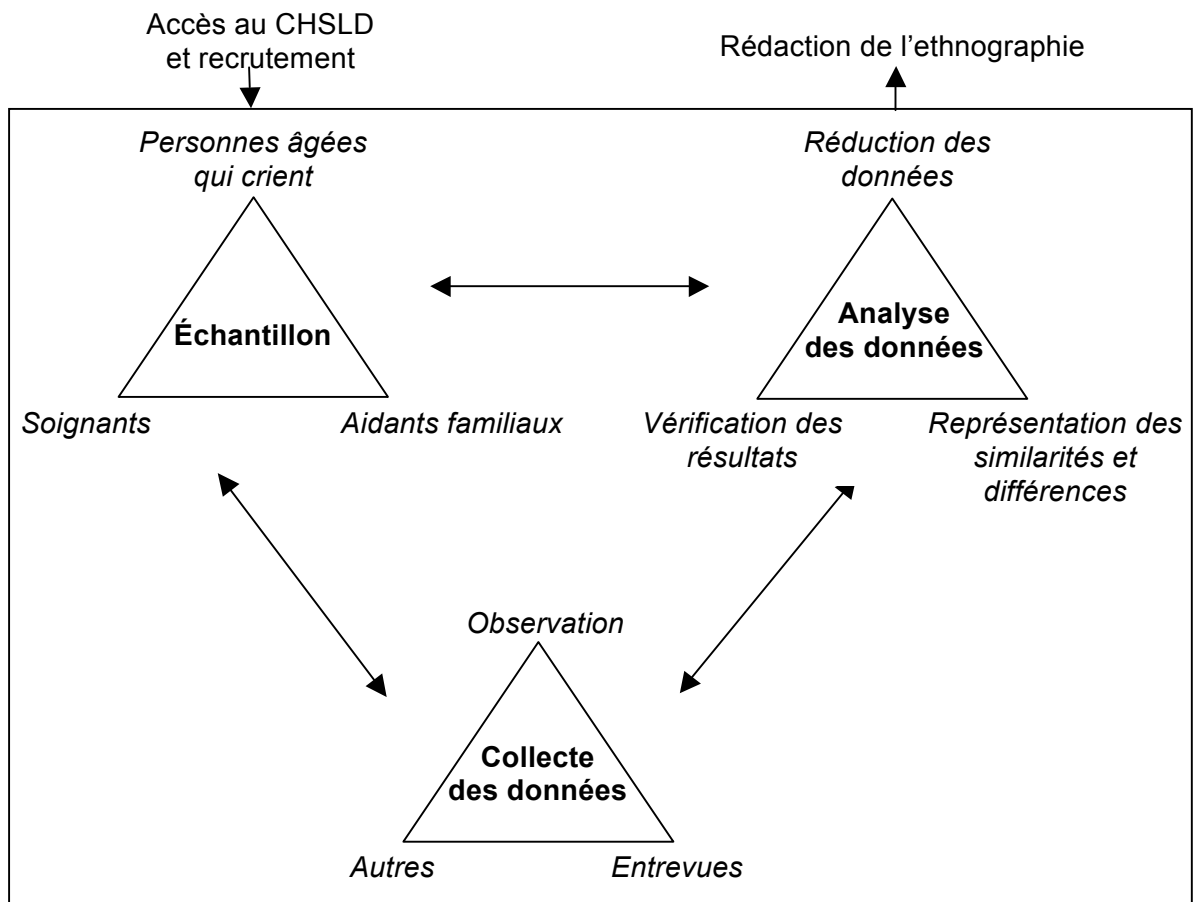 Accès au CHSLD
et recrutement
Rédaction de l’ethnographie
Personnes âgées
qui crient
Réduction des
données
Échantillon
Analyse
des données
Soignants
Aidants familiaux
Vérification des
résultats
Représentation des
similarités et
différences
Observation
Collecte
des données
Autres
Entrevues